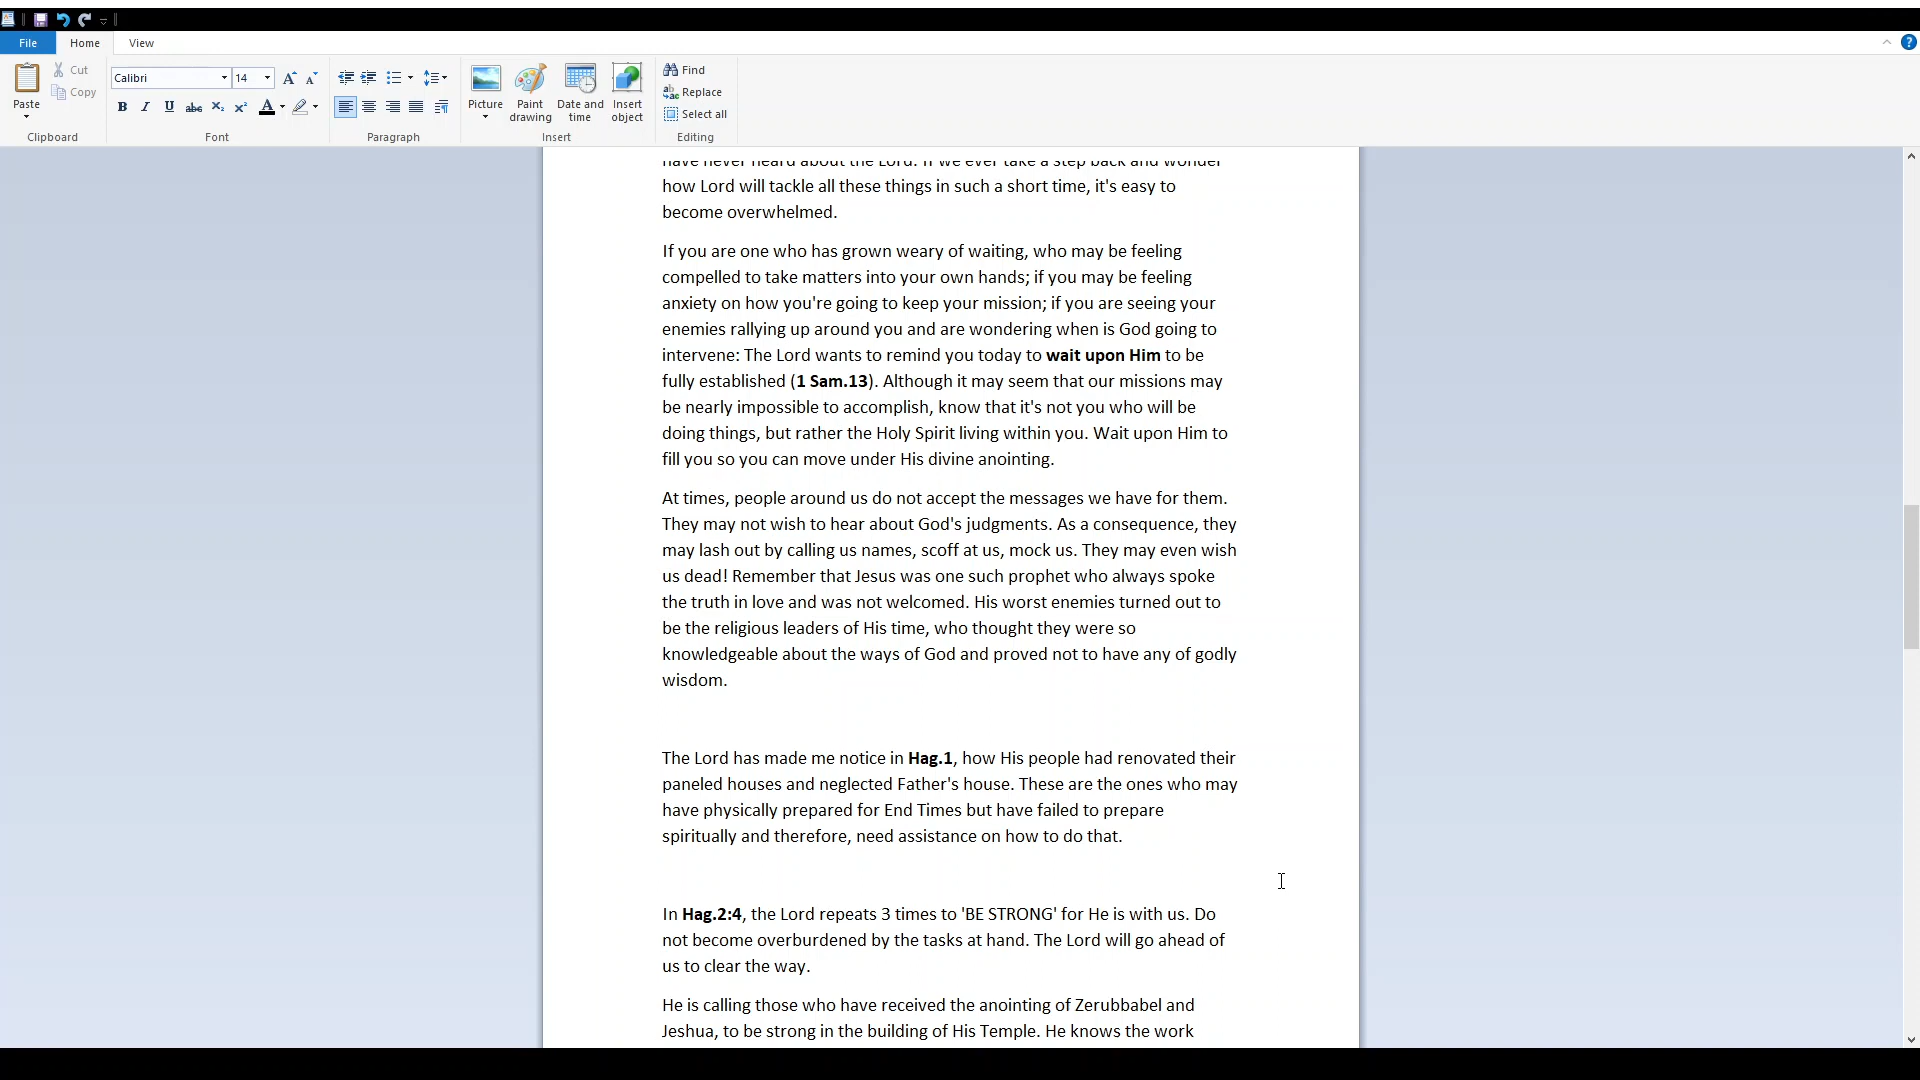 File Home View
Calibri 14
Cut
Copy
Paste
B I U abc X₂ X² A
Picture
Paint drawing
Date and time
Insert object
Find
Replace
Select all
Clipboard Font Paragraph Insert Editing
have never heard about the Lord. If we ever take a step back and wonder
how Lord will tackle all these things in such a short time, it's easy to
become overwhelmed.
If you are one who has grown weary of waiting, who may be feeling
compelled to take matters into your own hands; if you may be feeling
anxiety on how you're going to keep your mission; if you are seeing your
enemies rallying up around you and are wondering when is God going to
intervene: The Lord wants to remind you today to wait upon Him to be
fully established (1 Sam.13). Although it may seem that our missions may
be nearly impossible to accomplish, know that it's not you who will be
doing things, but rather the Holy Spirit living within you. Wait upon Him to
fill you so you can move under His divine anointing.
At times, people around us do not accept the messages we have for them.
They may not wish to hear about God's judgments. As a consequence, they
may lash out by calling us names, scoff at us, mock us. They may even wish
us dead! Remember that Jesus was one such prophet who always spoke
the truth in love and was not welcomed. His worst enemies turned out to
be the religious leaders of His time, who thought they were so
knowledgeable about the ways of God and proved not to have any of godly
wisdom.
The Lord has made me notice in Hag.1, how His people had renovated their
paneled houses and neglected Father's house. These are the ones who may
have physically prepared for End Times but have failed to prepare
spiritually and therefore, need assistance on how to do that.
In Hag.2:4, the Lord repeats 3 times to 'BE STRONG' for He is with us. Do
not become overburdened by the tasks at hand. The Lord will go ahead of
us to clear the way.
He is calling those who have received the anointing of Zerubbabel and
Jeshua, to be strong in the building of His Temple. He knows the work